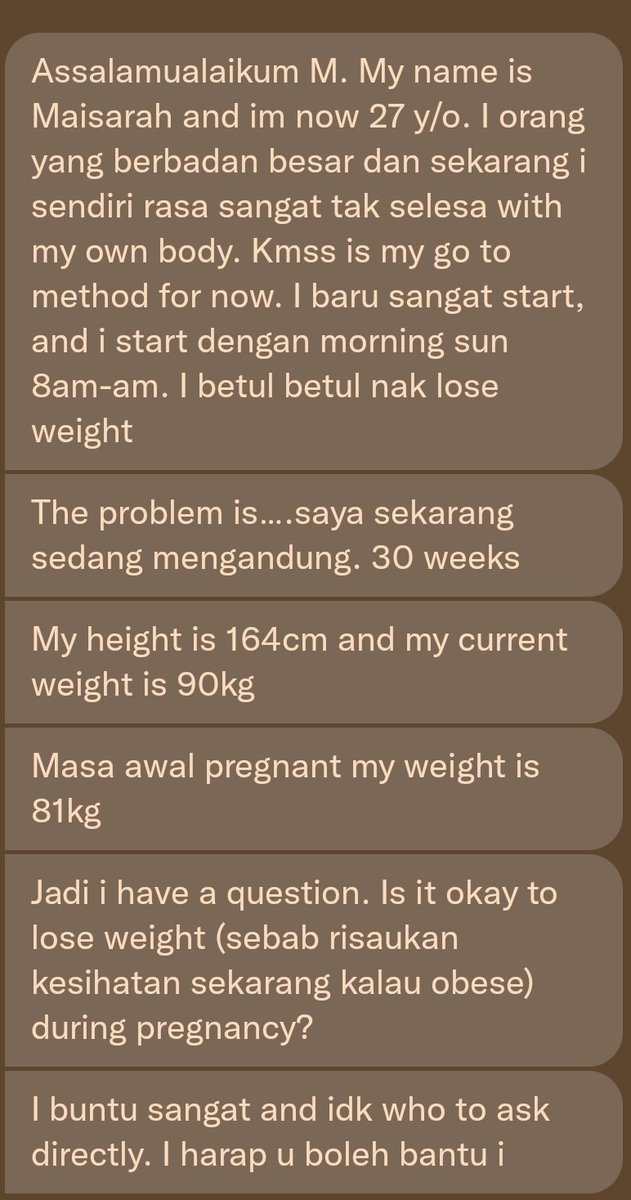 Assalamualaikum M. My name is
Maisarah and im now 27 y/o. I orang
yang berbadan besar dan sekarang i
sendiri rasa sangat tak selesa with
my own body. Kmss is my go to
method for now. I baru sangat start,
and i start dengan morning sun
8am-am. I betul betul nak lose
weight
The problem is....saya sekarang
sedang mengandung. 30 weeks
My height is 164cm and my current
weight is 90kg
Masa awal pregnant my weight is
81kg
Jadi i have a question. Is it okay to
lose weight (sebab risaukan
kesihatan sekarang kalau obese)
during pregnancy?
I buntu sangat and idk who to ask
directly. I harap u boleh bantu i